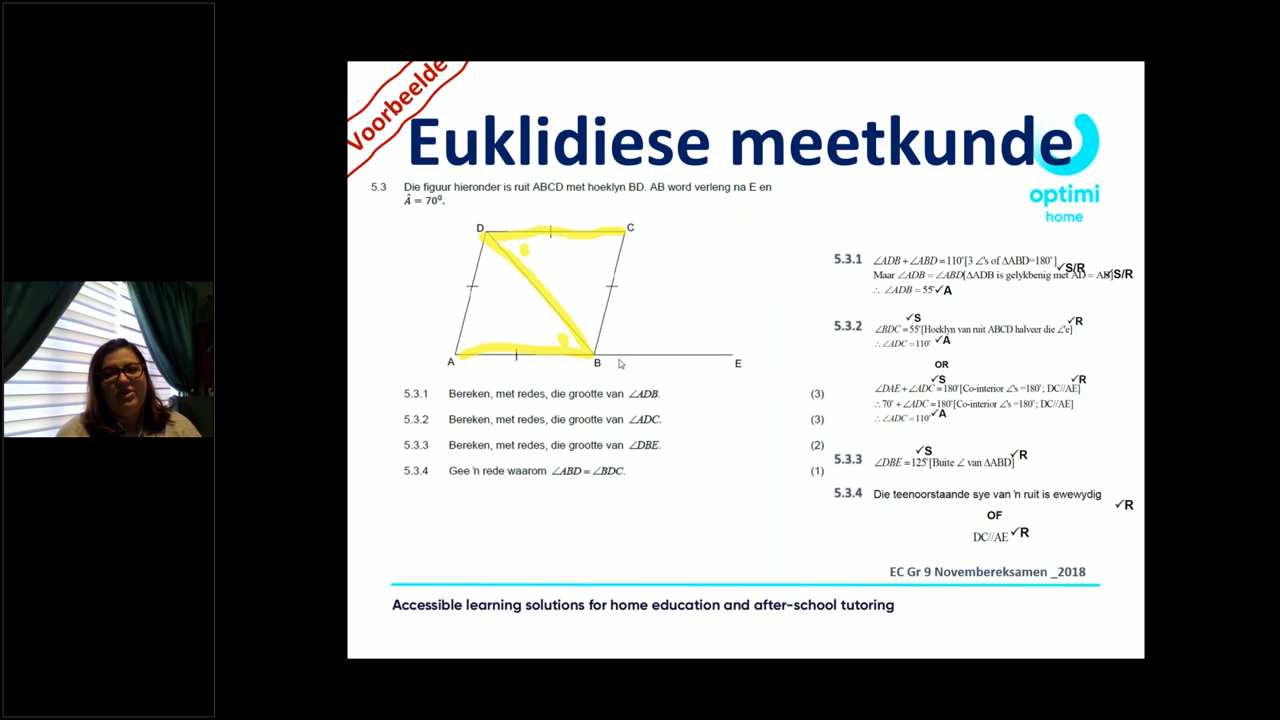 Voorbeelde
Euklidiese meetkunde
optimi
home
5.3 Die figuur hieronder is ruit ABCD met hoeklyn BD. AB word verleng na E en
Â = 70⁰.
D C
A B E
5.3.1 Bereken, met redes, die grootte van ∠ADB. (3)
5.3.2 Bereken, met redes, die grootte van ∠ADC. (3)
5.3.3 Bereken, met redes, die grootte van ∠DBE. (2)
5.3.4 Gee 'n rede waarom ∠ABD = ∠BDC. (1)
5.3.1 ∠ADB + ∠ABD = 110° [3 ∠'s of ΔABD=180°] ✓S/R
Maar ∠ADB = ∠ABD [ΔADB is gelykbenig met AD = AB] ✓S/R
∴ ∠ADB = 55° ✓A
✓S ✓R
5.3.2 ∠BDC = 55° [Hoeklyn van ruit ABCD halveer die ∠'e]
∴ ∠ADC = 110° ✓A
OR
✓S ✓R
∠DAE + ∠ADC = 180° [Co-interior ∠'s =180°; DC//AE]
∴ 70° + ∠ADC = 180° [Co-interior ∠'s =180°; DC//AE]
∴ ∠ADC = 110° ✓A
✓S ✓R
5.3.3 ∠DBE = 125° [Buite ∠ van ΔABD]
5.3.4 Die teenoorstaande sye van 'n ruit is ewewydig
✓R
OF
DC//AE ✓R
EC Gr 9 Novembereksamen _2018
Accessible learning solutions for home education and after-school tutoring